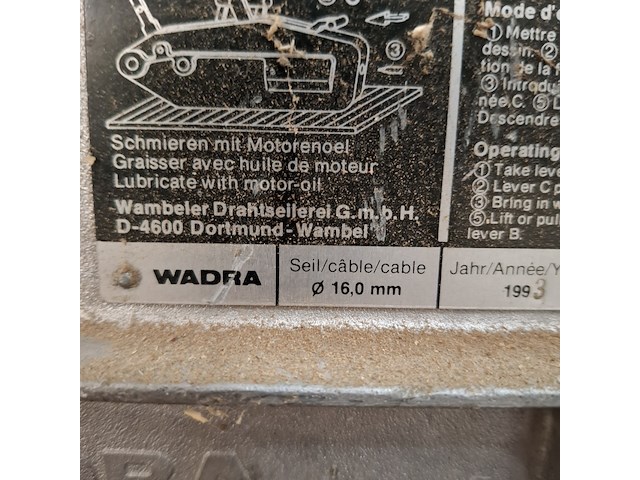 ③
Schmieren mit Motorenoel
Graisser avec huile de moteur
Lubricate with motor-oil
Wambeler Drahtseilerei G.m.b.H.
D-4600 Dortmund-Wambel
Mode d'e
① Mettre
dessin. ②
tion de la f
③ Introdu
née C. ⑤ L
Descendre
Operating
① Take leve
② Lever C p
③ Bring in w
⑤ Lift or pul
lever B.
WADRA
Seil/câble/cable
Ø 16,0 mm
Jahr/Année/Y
1993